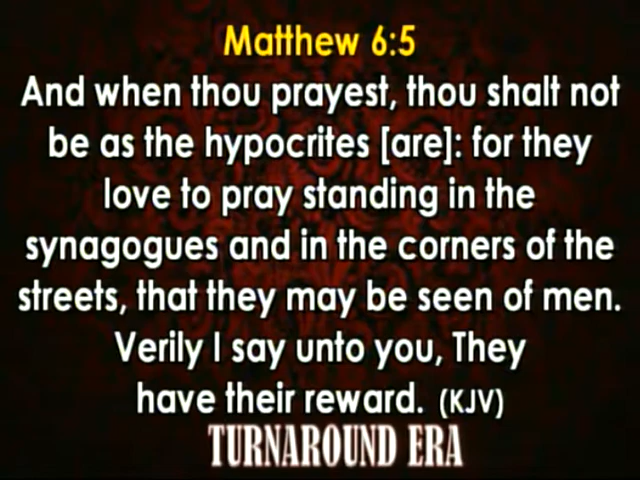 Matthew 6:5
And when thou prayest, thou shalt not
be as the hypocrites [are]: for they
love to pray standing in the
synagogues and in the corners of the
streets, that they may be seen of men.
Verily I say unto you, They
have their reward. (KJV)
TURNAROUND ERA